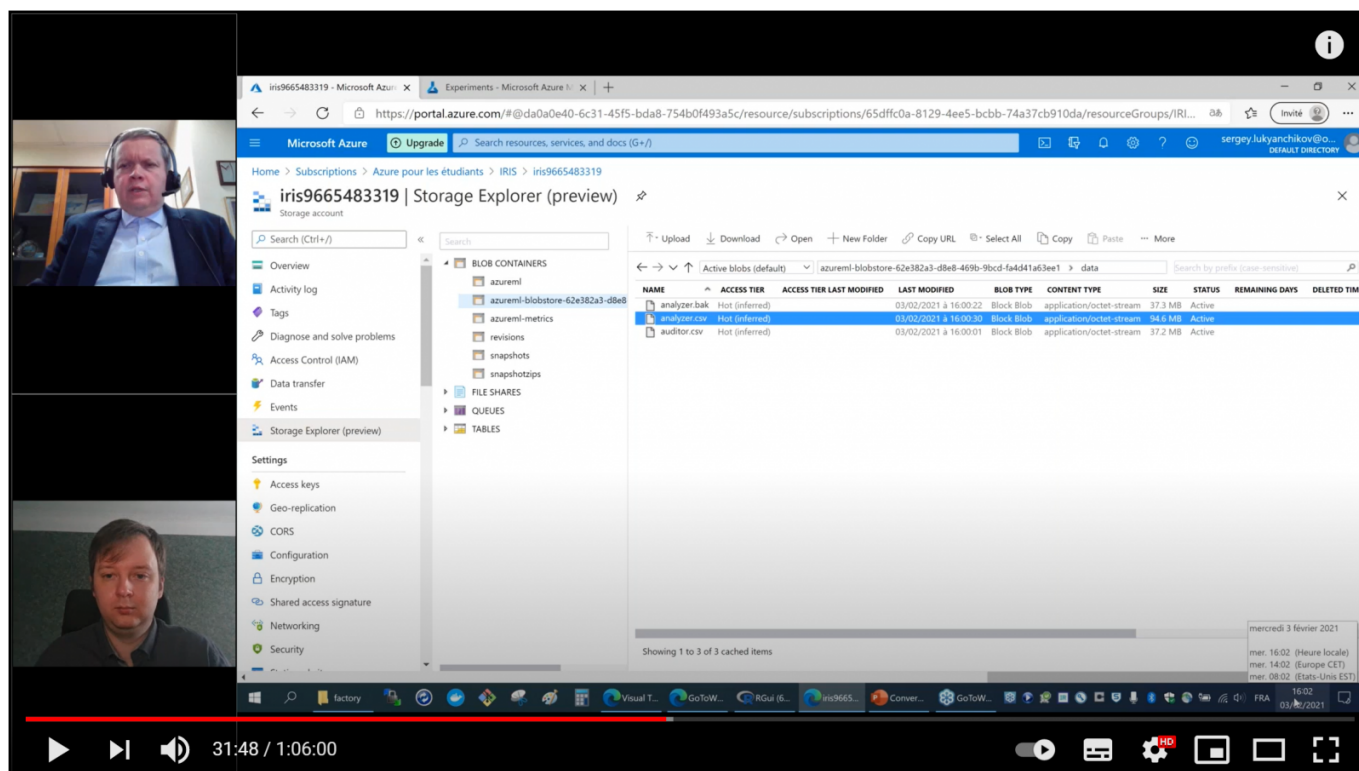 iris9665483319 - Microsoft Azur
Experiments - Microsoft Azure M
https://portal.azure.com/#@da0a0e40-6c31-45f5-bda8-754b0f493a5c/resource/subscriptions/65dffc0a-8129-4ee5-bcbb-74a37cb910da/resourceGroups/IRI...
Invité
Microsoft Azure
Upgrade
Search resources, services, and docs (G+/)
sergey.lukyanchikov@o...
DEFAULT DIRECTORY
Home > Subscriptions > Azure pour les étudiants > IRIS > iris9665483319
iris9665483319 | Storage Explorer (preview)
Storage account
Search (Ctrl+/)
Overview
Activity log
Tags
Diagnose and solve problems
Access Control (IAM)
Data transfer
Events
Storage Explorer (preview)
Settings
Access keys
Geo-replication
CORS
Configuration
Encryption
Shared access signature
Networking
Security
Search
BLOB CONTAINERS
azureml
azureml-blobstore-62e382a3-d8e8
azureml-metrics
revisions
snapshots
snapshotzips
FILE SHARES
QUEUES
TABLES
Upload Download Open New Folder Copy URL Select All Copy Paste ... More
Active blobs (default) azureml-blobstore-62e382a3-d8e8-469b-9bcd-fa4d41a63ee1 > data Search by prefix (case-sensitive)
NAME ACCESS TIER ACCESS TIER LAST MODIFIED LAST MODIFIED BLOB TYPE CONTENT TYPE SIZE STATUS REMAINING DAYS DELETED TIM
analyzer.bak Hot (inferred) 03/02/2021 à 16:00:22 Block Blob application/octet-stream 37.3 MB Active
analyzer.csv Hot (inferred) 03/02/2021 à 16:00:30 Block Blob application/octet-stream 94.6 MB Active
auditor.csv Hot (inferred) 03/02/2021 à 16:00:01 Block Blob application/octet-stream 37.2 MB Active
Showing 1 to 3 of 3 cached items
mercredi 3 février 2021
mer. 16:02 (Heure locale)
mer. 14:02 (Europe CET)
mer. 08:02 (Etats-Unis EST)
factory
Visual T...
GoToW...
RGui (6...
iris9665...
Conver...
GoToW...
FRA
16:02
03/02/2021
31:48 / 1:06:00
HD